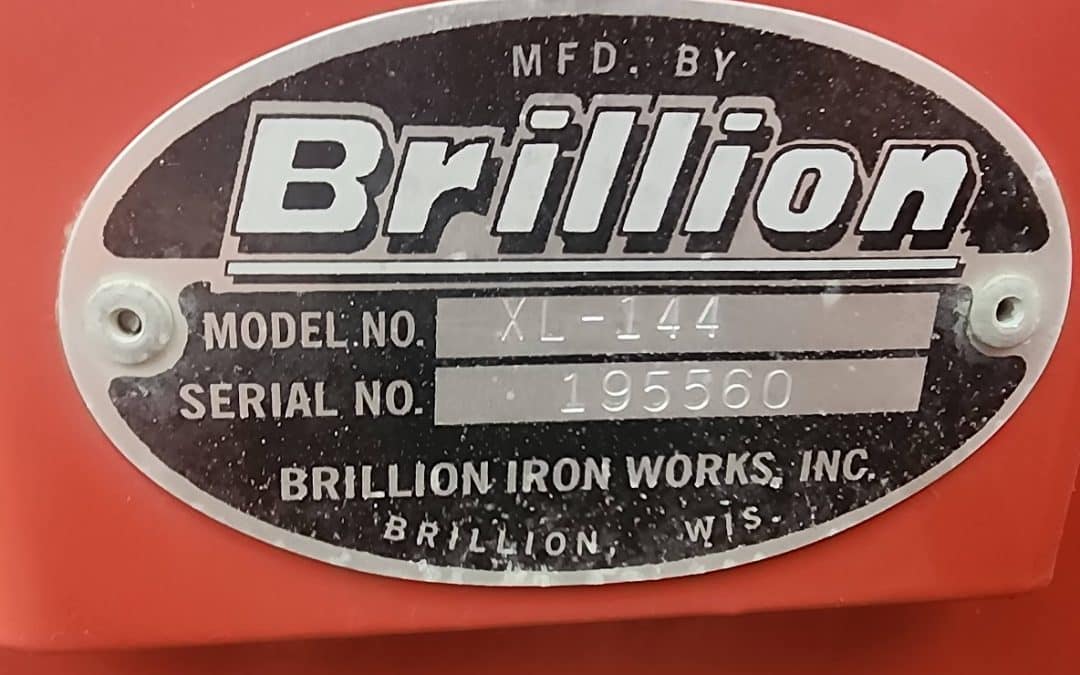 MFD. BY
Brillion
MODEL NO. XL-144
SERIAL NO. 195560
BRILLION IRON WORKS, INC.
BRILLION, WIS.